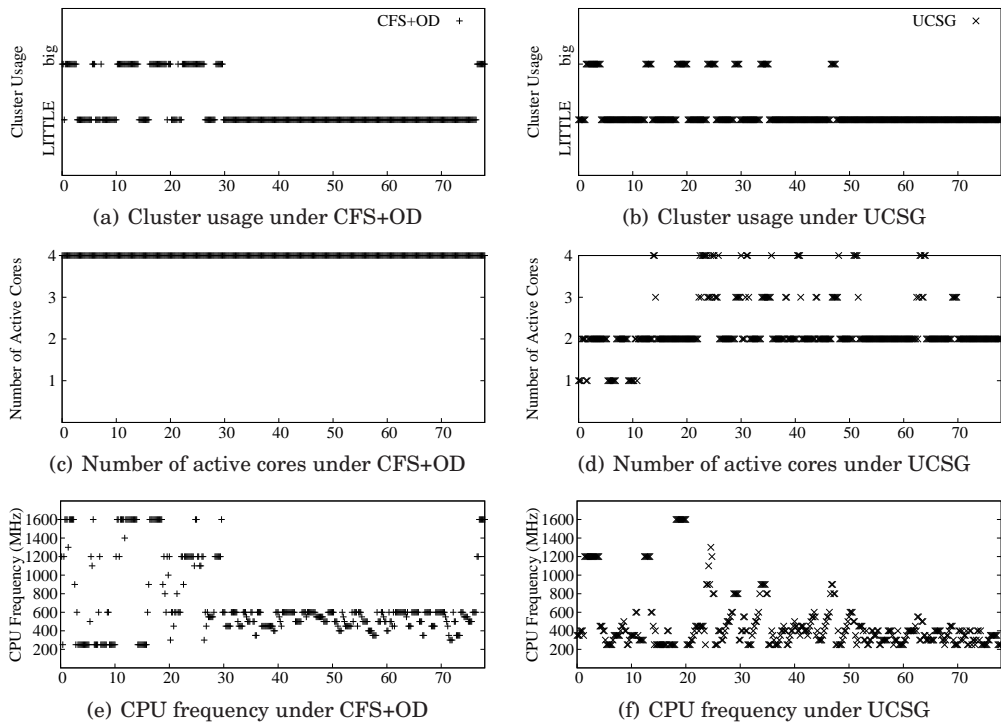 CFS+OD
Cluster Usage
LITTLE big
0 10 20 30 40 50 60 70
(a) Cluster usage under CFS+OD
UCSG
Cluster Usage
LITTLE big
0 10 20 30 40 50 60 70
(b) Cluster usage under UCSG
Number of Active Cores
4
3
2
1
0 10 20 30 40 50 60 70
(c) Number of active cores under CFS+OD
Number of Active Cores
4
3
2
1
0 10 20 30 40 50 60 70
(d) Number of active cores under UCSG
CPU Frequency (MHz)
1600
1400
1200
1000
800
600
400
200
0 10 20 30 40 50 60 70
(e) CPU frequency under CFS+OD
CPU Frequency (MHz)
1600
1400
1200
1000
800
600
400
200
0 10 20 30 40 50 60 70
(f) CPU frequency under UCSG